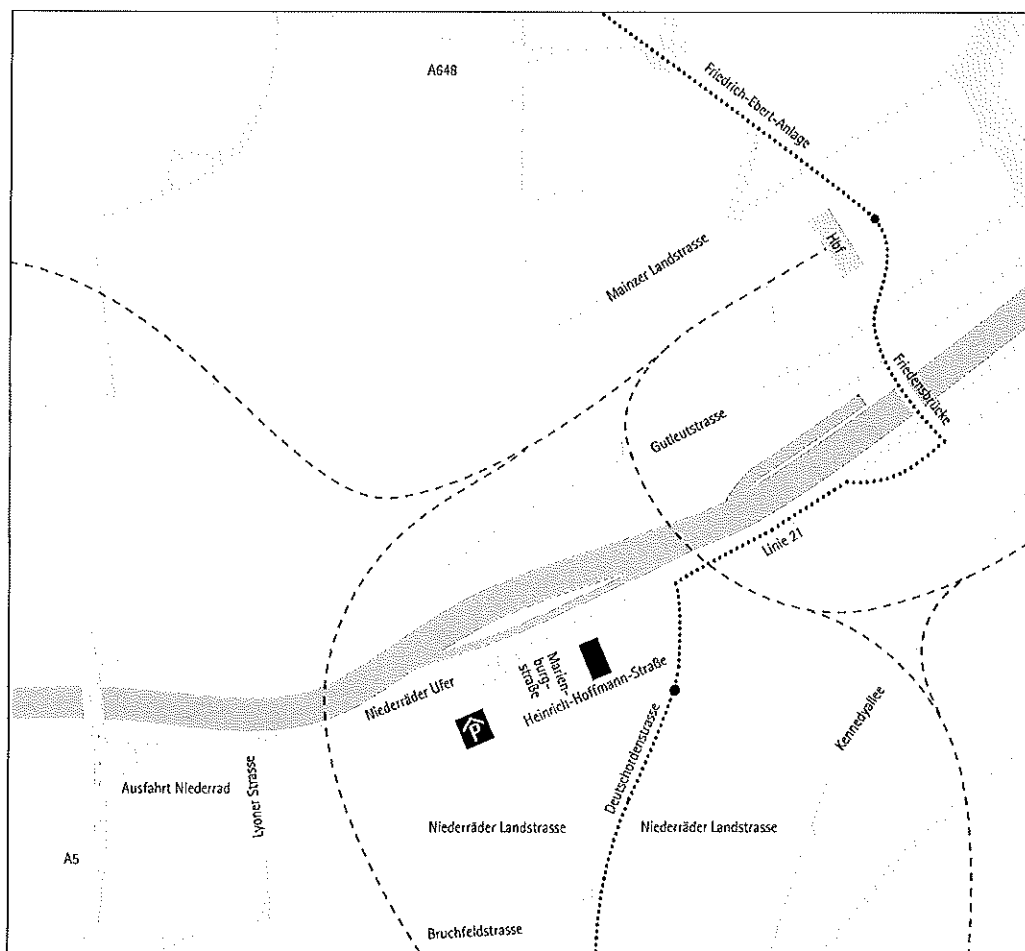 A648
Friedrich-Ebert-Anlage
Hbf
Mainzer Landstrasse
Friedensbrücke
Gutleutstrasse
Linie 21
Marien-
burg-
straße
Heinrich-Hoffmann-Straße
Niederräder Ufer
P
Deutschordenstrasse
Kennedyallee
Ausfahrt Niederrad
Lyoner Strasse
Niederräder Landstrasse
Niederräder Landstrasse
A5
Bruchfeldstrasse